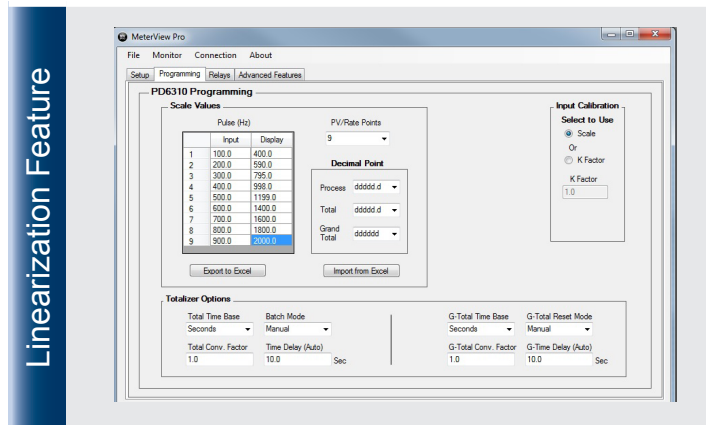 Linearization Feature
MeterView Pro
File Monitor Connection About
Setup Programming Relays Advanced Features
PD6310 Programming
Scale Values
Pulse (Hz)
Input Display
1 100.0 400.0
2 200.0 590.0
3 300.0 795.0
4 400.0 998.0
5 500.0 1199.0
6 600.0 1400.0
7 700.0 1600.0
8 800.0 1800.0
9 900.0 2000.0
Export to Excel
PV/Rate Points
9
Decimal Point
Process ddddd.d
Total ddddd.d
Grand
Total dddddd
Import from Excel
Input Calibration
Select to Use
Scale
Or
K Factor
K Factor
1.0
Totalizer Options
Total Time Base Batch Mode
Seconds Manual
Total Conv. Factor Time Delay (Auto)
1.0 10.0 Sec
G-Total Time Base G-Total Reset Mode
Seconds Manual
G-Total Conv. Factor G-Time Delay (Auto)
1.0 10.0 Sec